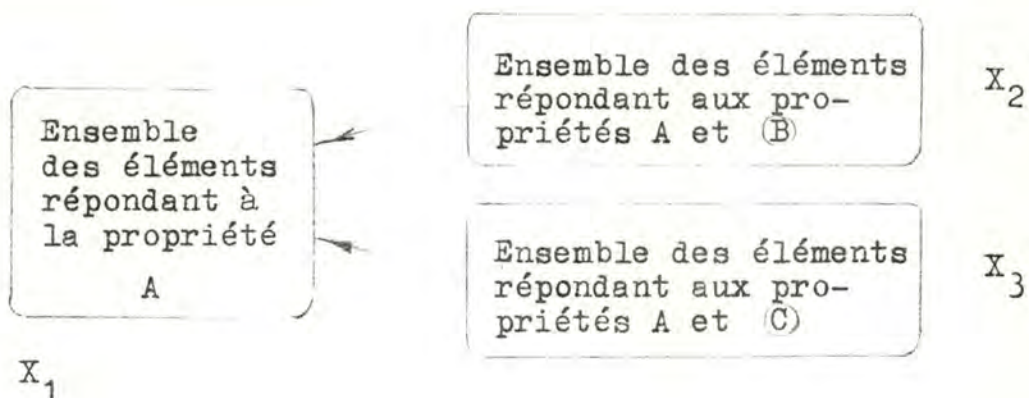 Ensemble
des éléments
répondant à
la propriété
A
X1
Ensemble des éléments
répondant aux pro-
priétés A et (B)
X2
Ensemble des éléments
répondant aux pro-
priétés A et (C)
X3